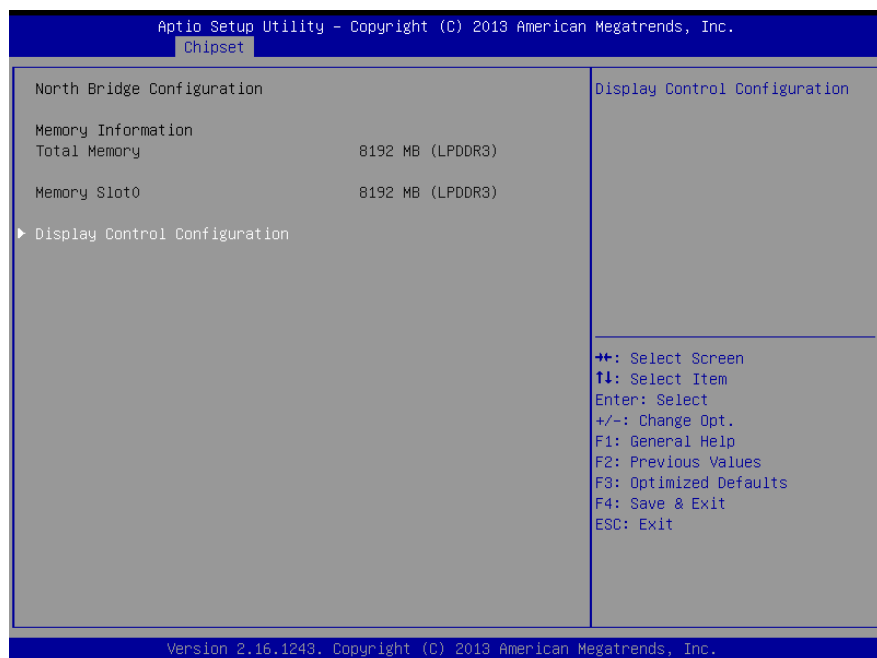 Aptio Setup Utility – Copyright (C) 2013 American Megatrends, Inc.
Chipset
North Bridge Configuration
Memory Information
Total Memory 8192 MB (LPDDR3)
Memory Slot0 8192 MB (LPDDR3)
▶ Display Control Configuration
Display Control Configuration
→←: Select Screen
↑↓: Select Item
Enter: Select
+/-: Change Opt.
F1: General Help
F2: Previous Values
F3: Optimized Defaults
F4: Save & Exit
ESC: Exit
Version 2.16.1243. Copyright (C) 2013 American Megatrends, Inc.